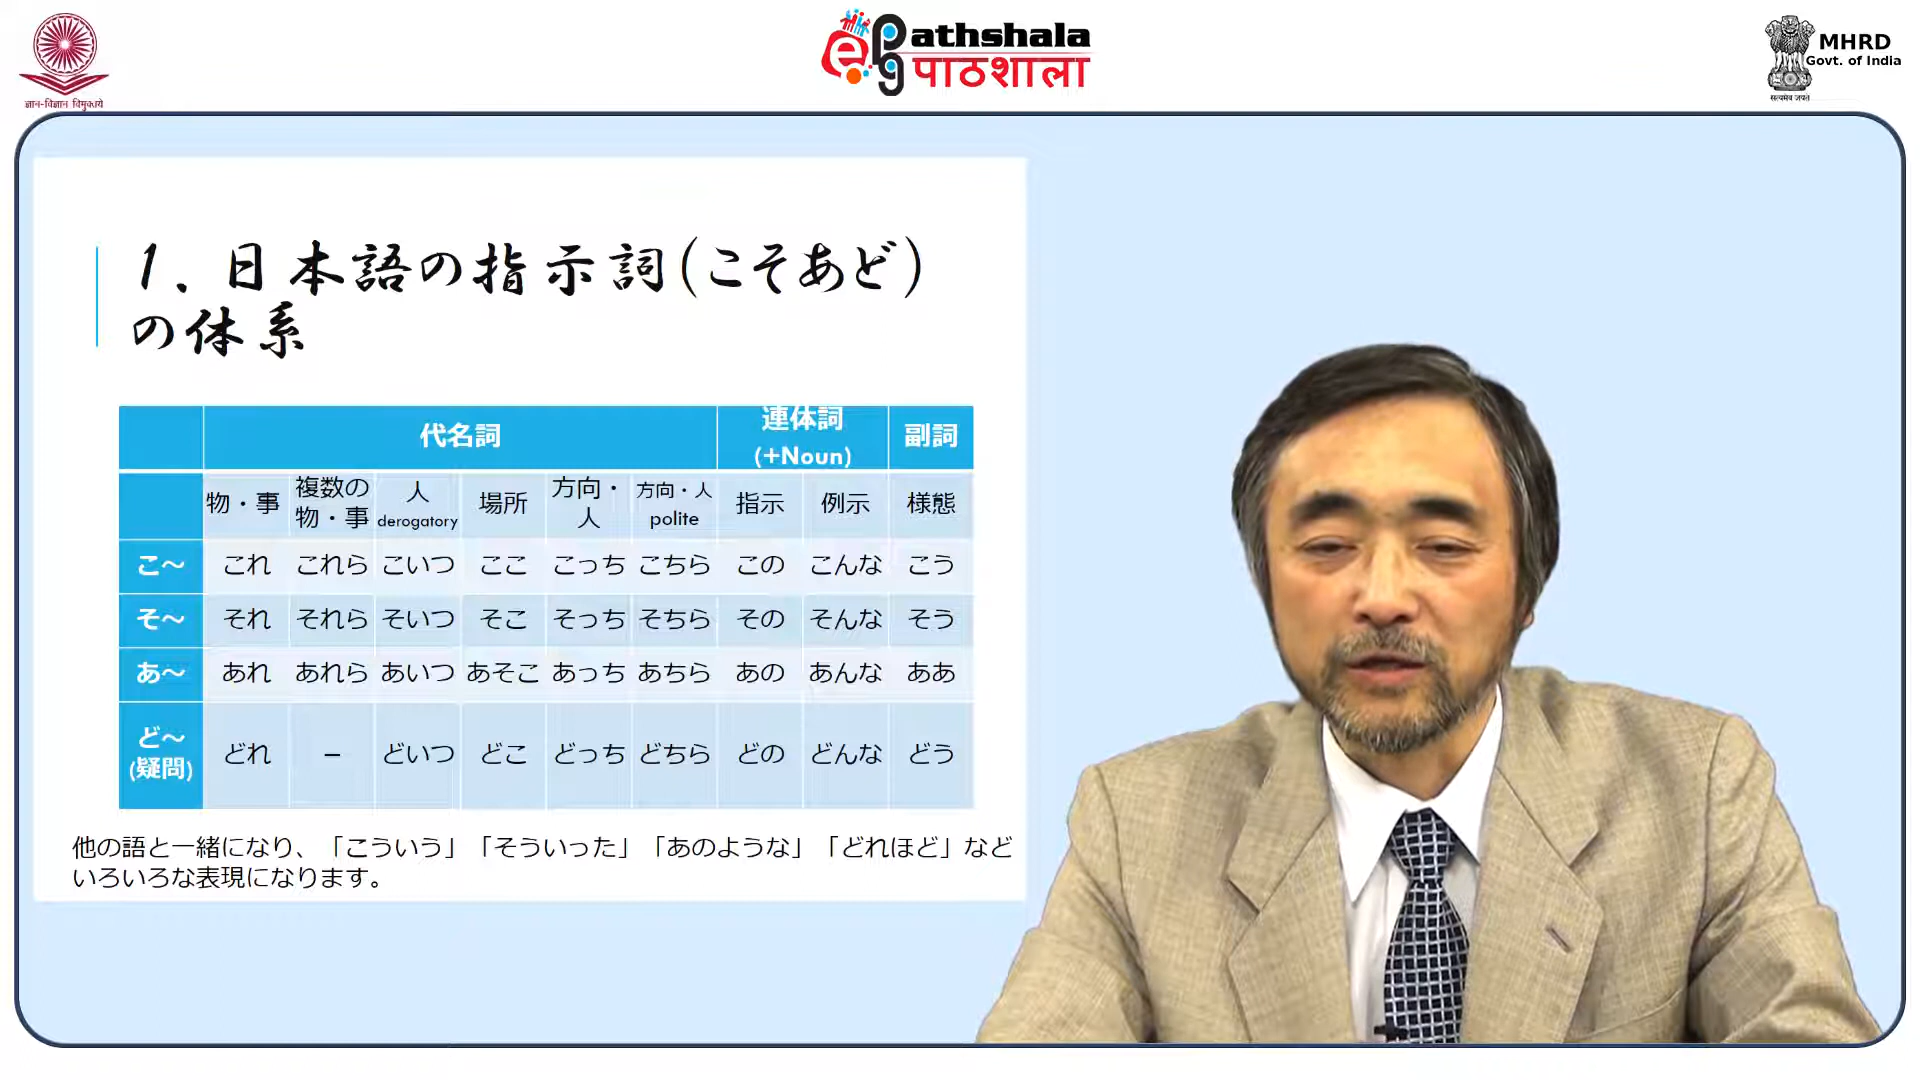 ज्ञान-विज्ञान विमुक्तये
ePathshala
पाठशाला
MHRD
Govt. of India
सत्यमेव जयते
1. 日本語の指示詞(こそあど)
の体系
代名詞 連体詞 (+Noun) 副詞
物・事 複数の物・事 人 derogatory 場所 方向・人 方向・人 polite 指示 例示 様態
こ～ これ これら こいつ ここ こっち こちら この こんな こう
そ～ それ それら そいつ そこ そっち そちら その そんな そう
あ～ あれ あれら あいつ あそこ あっち あちら あの あんな ああ
ど～ (疑問) どれ － どいつ どこ どっち どちら どの どんな どう
他の語と一緒になり、「こういう」「そういった」「あのような」「どれほど」など
いろいろな表現になります。